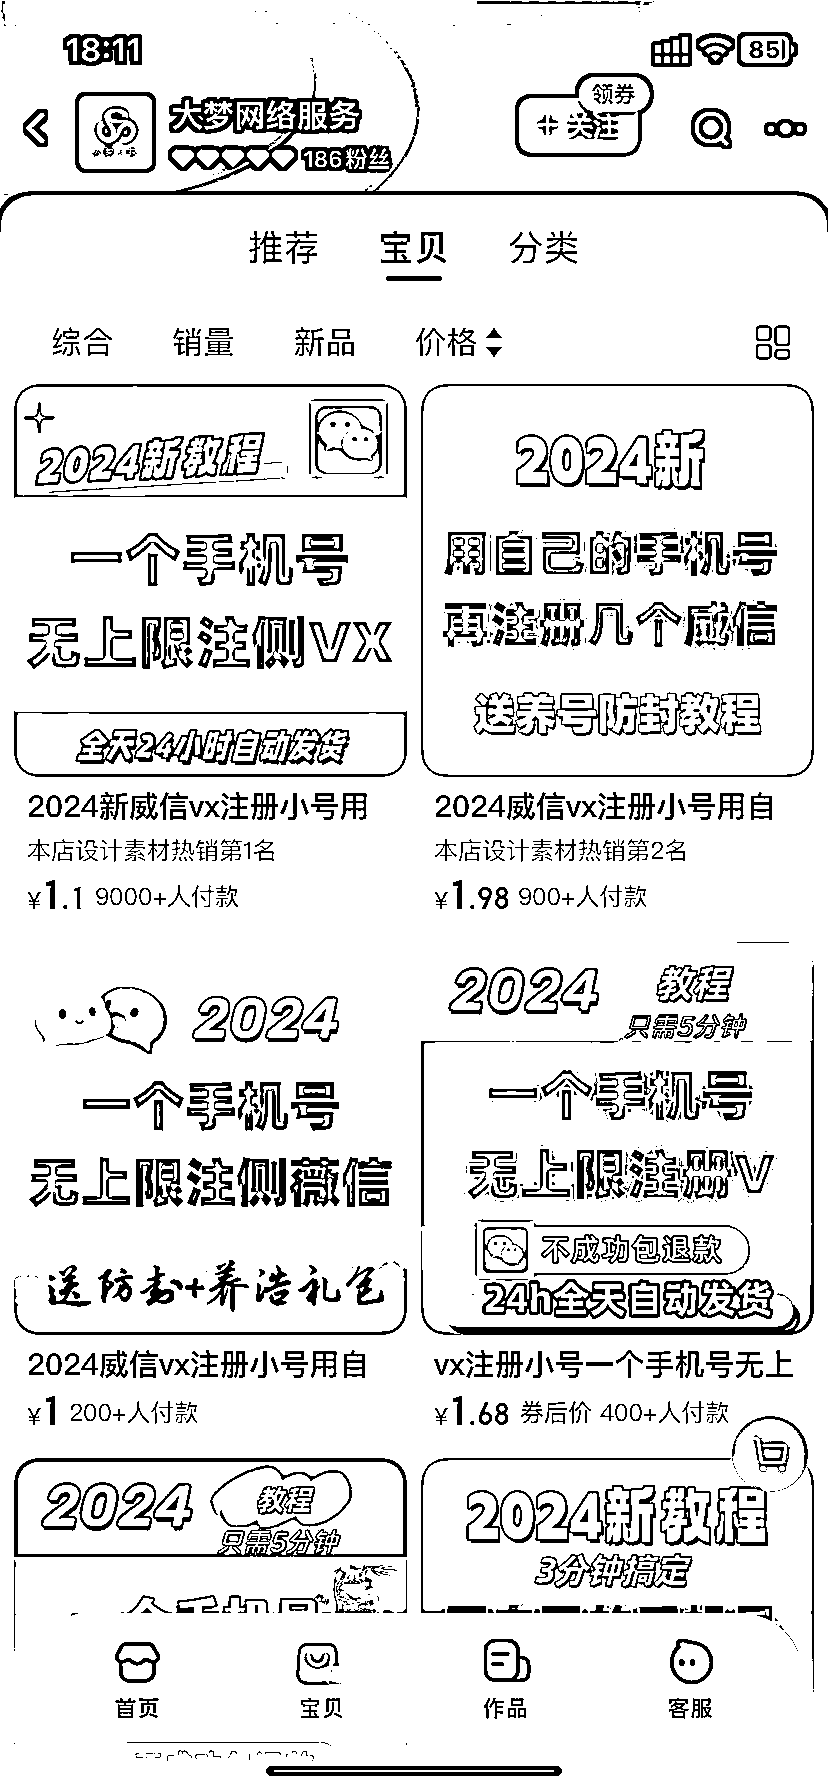 18:11
85
大梦网络服务
领券
关注
186粉丝
推荐 宝贝 分类
综合 销量 新品 价格
2024新教程
一个手机号
无上限注侧VX
全天24小时自动发货
2024新威信vx注册小号用
本店设计素材热销第1名
¥1.1 9000+人付款
2024新
用自己的手机号
再注册几个威信
送养号防封教程
2024威信vx注册小号用自
本店设计素材热销第2名
¥1.98 900+人付款
2024
一个手机号
无上限注侧薇信
送防封+养浩礼包
2024威信vx注册小号用自
¥1 200+人付款
2024 教程
只需5分钟
一个手机号
无上限注册V
不成功包退款
24h全天自动发货
vx注册小号一个手机号无上
¥1.68 券后价 400+人付款
2024 教程
只需5分钟
一个手机号
2024新教程
3分钟搞定
首页 宝贝 作品 客服